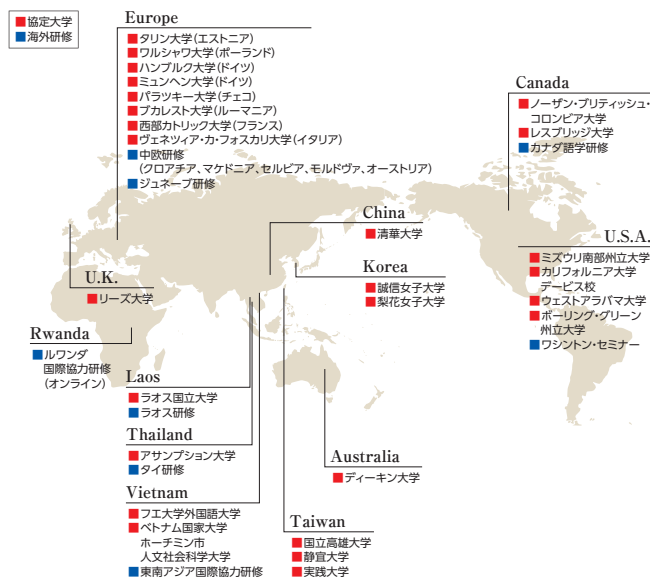 ■協定大学
■海外研修
Europe
■タリン大学(エストニア)
■ワルシャワ大学(ポーランド)
■ハンブルク大学(ドイツ)
■ミュンヘン大学(ドイツ)
■パラツキー大学(チェコ)
■ブカレスト大学(ルーマニア)
■西部カトリック大学(フランス)
■ヴェネツィア・カ・フォスカリ大学(イタリア)
■中欧研修
(クロアチア、マケドニア、セルビア、モルドヴァ、オーストリア)
■ジュネーブ研修
Canada
■ノーザン・ブリティッシュ・
コロンビア大学
■レスブリッジ大学
■カナダ語学研修
China
■清華大学
U.S.A.
■ミズウリ南部州立大学
■カリフォルニア大学
デービス校
■ウェストアラバマ大学
■ボーリング・グリーン
州立大学
■ワシントン・セミナー
Korea
■誠信女子大学
■梨花女子大学
U.K.
■リーズ大学
Rwanda
■ルワンダ
国際協力研修
(オンライン)
Laos
■ラオス国立大学
■ラオス研修
Thailand
■アサンプション大学
■タイ研修
Australia
■ディーキン大学
Vietnam
■フエ大学外国語大学
■ベトナム国家大学
ホーチミン市
人文社会科学大学
■東南アジア国際協力研修
Taiwan
■国立高雄大学
■静宜大学
■実践大学